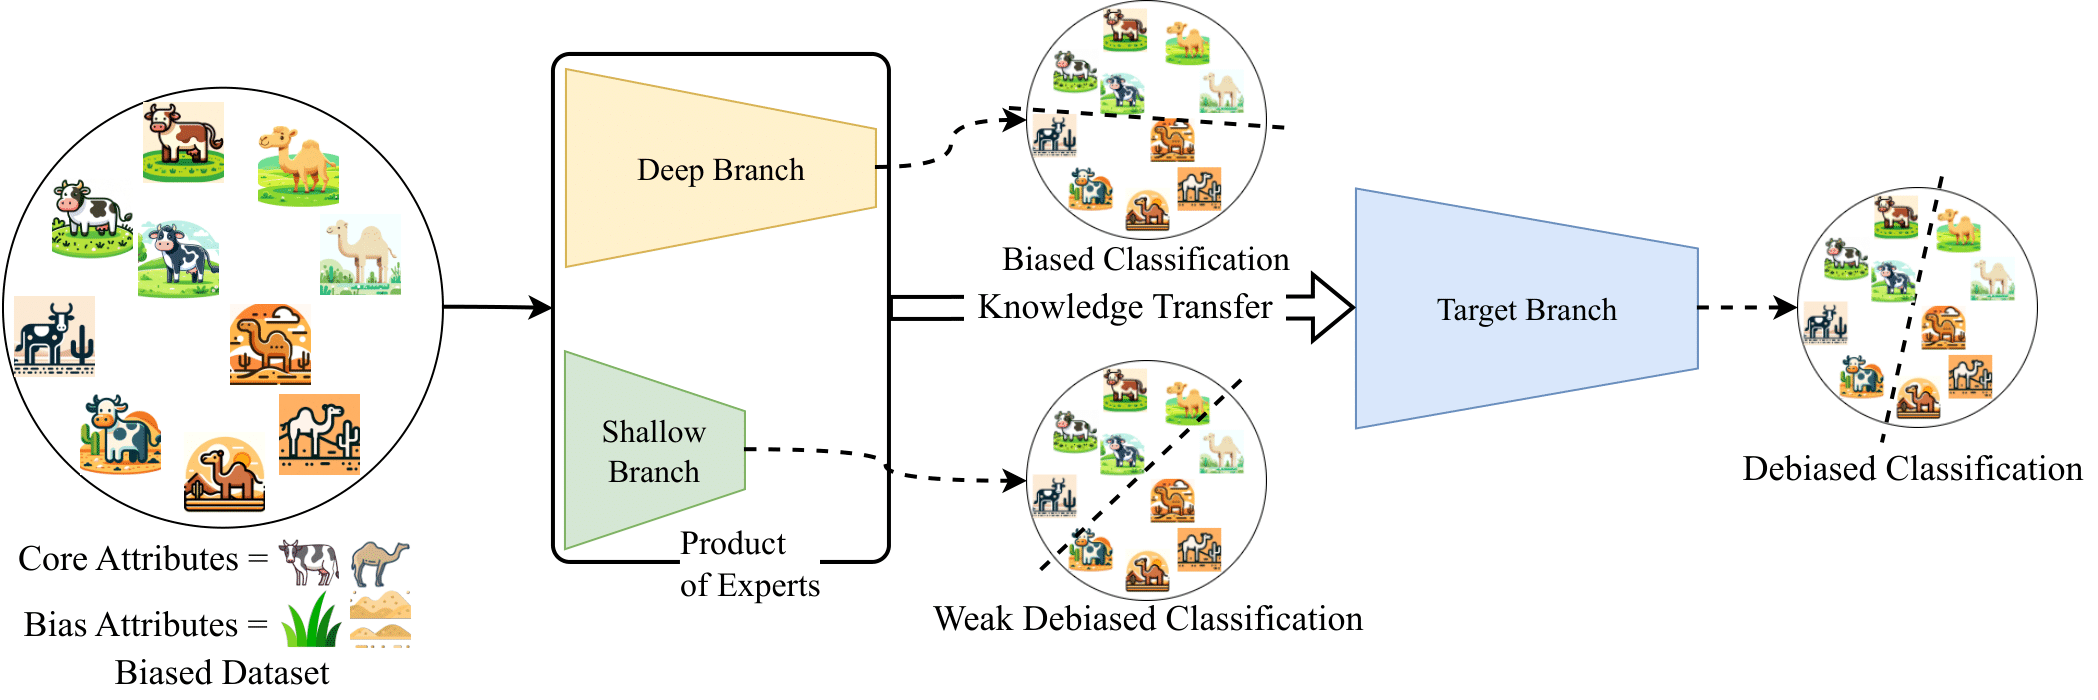 Core Attributes =
Bias Attributes =
Biased Dataset
Deep Branch
Shallow
Branch
Product
of Experts
Biased Classification
Knowledge Transfer
Weak Debiased Classification
Target Branch
Debiased Classification